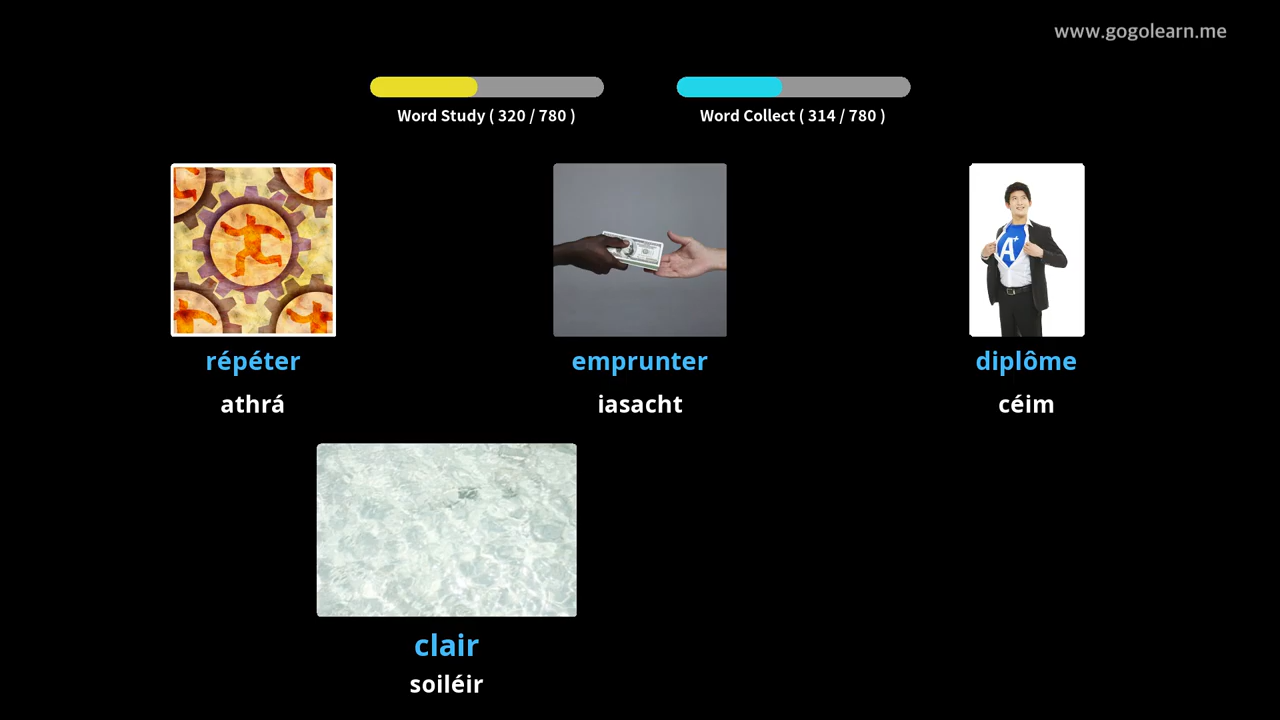 www.gogolearn.me
Word Study ( 320 / 780 )
Word Collect ( 314 / 780 )
A+
répéter
emprunter
diplôme
athrá
iasacht
céim
clair
soiléir